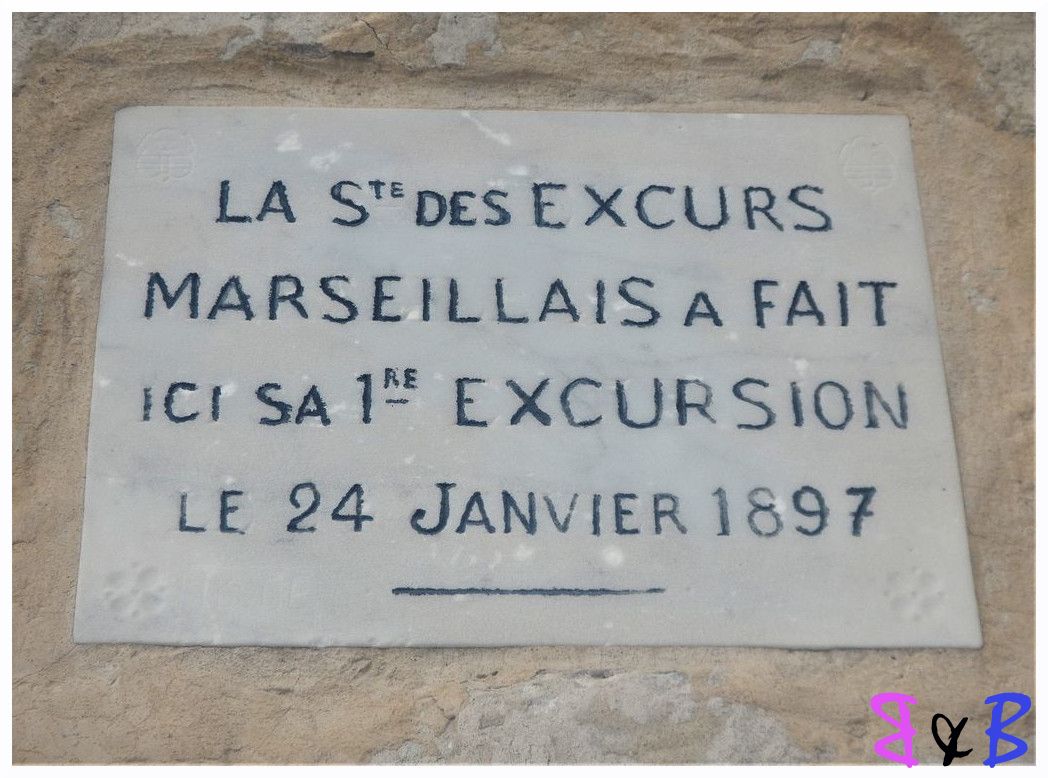 LA STE DES EXCURS
MARSEILLAIS A FAIT
ICI SA 1RE EXCURSION
LE 24 JANVIER 1897
B & B